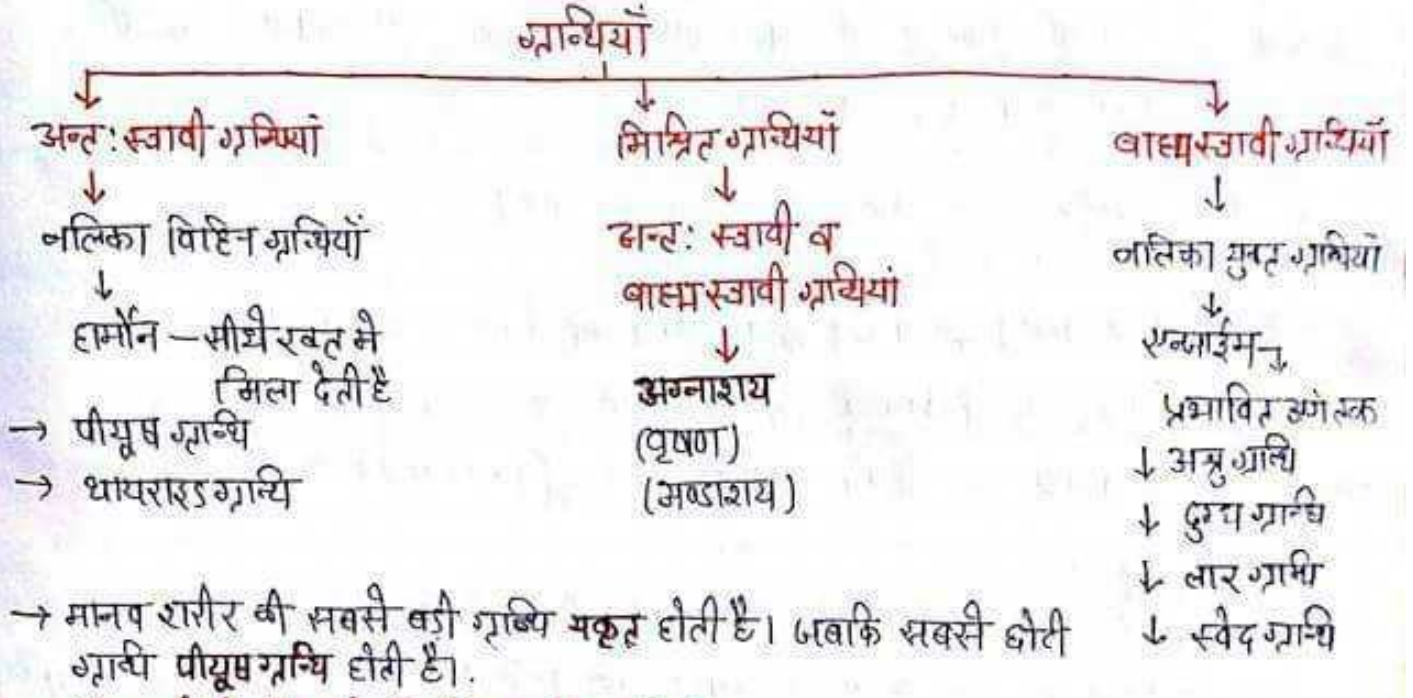 ग्रन्थियाँ
अन्त: स्त्रावी ग्रन्थियां
↓
नलिका विहिन ग्रन्थियाँ
↓
हार्मोन – सीधे रक्त मे
मिला देती है
→ पीयूष ग्रन्थि
→ थायराइड ग्रन्थि
मिश्रित ग्रन्थियाँ
↓
अन्त: स्त्रावी व
बाह्य स्त्रावी ग्रन्थियां
↓
अग्नाशय
(वृषण)
(अण्डाशय)
बाह्य स्त्रावी ग्रन्थियाँ
↓
नलिका युक्त ग्रन्थियाँ
↓
एन्जाईम
प्रभावित अंग तक
↓ अश्रु ग्रन्थि
↓ दुग्ध ग्रन्थि
↓ लार ग्रन्थि
↓ स्वेद ग्रन्थि
→ मानव शरीर की सबसे बड़ी ग्रन्थि यकृत होती है। जबकि सबसे छोटी
ग्रन्थि पीयूष ग्रन्थि होती है।